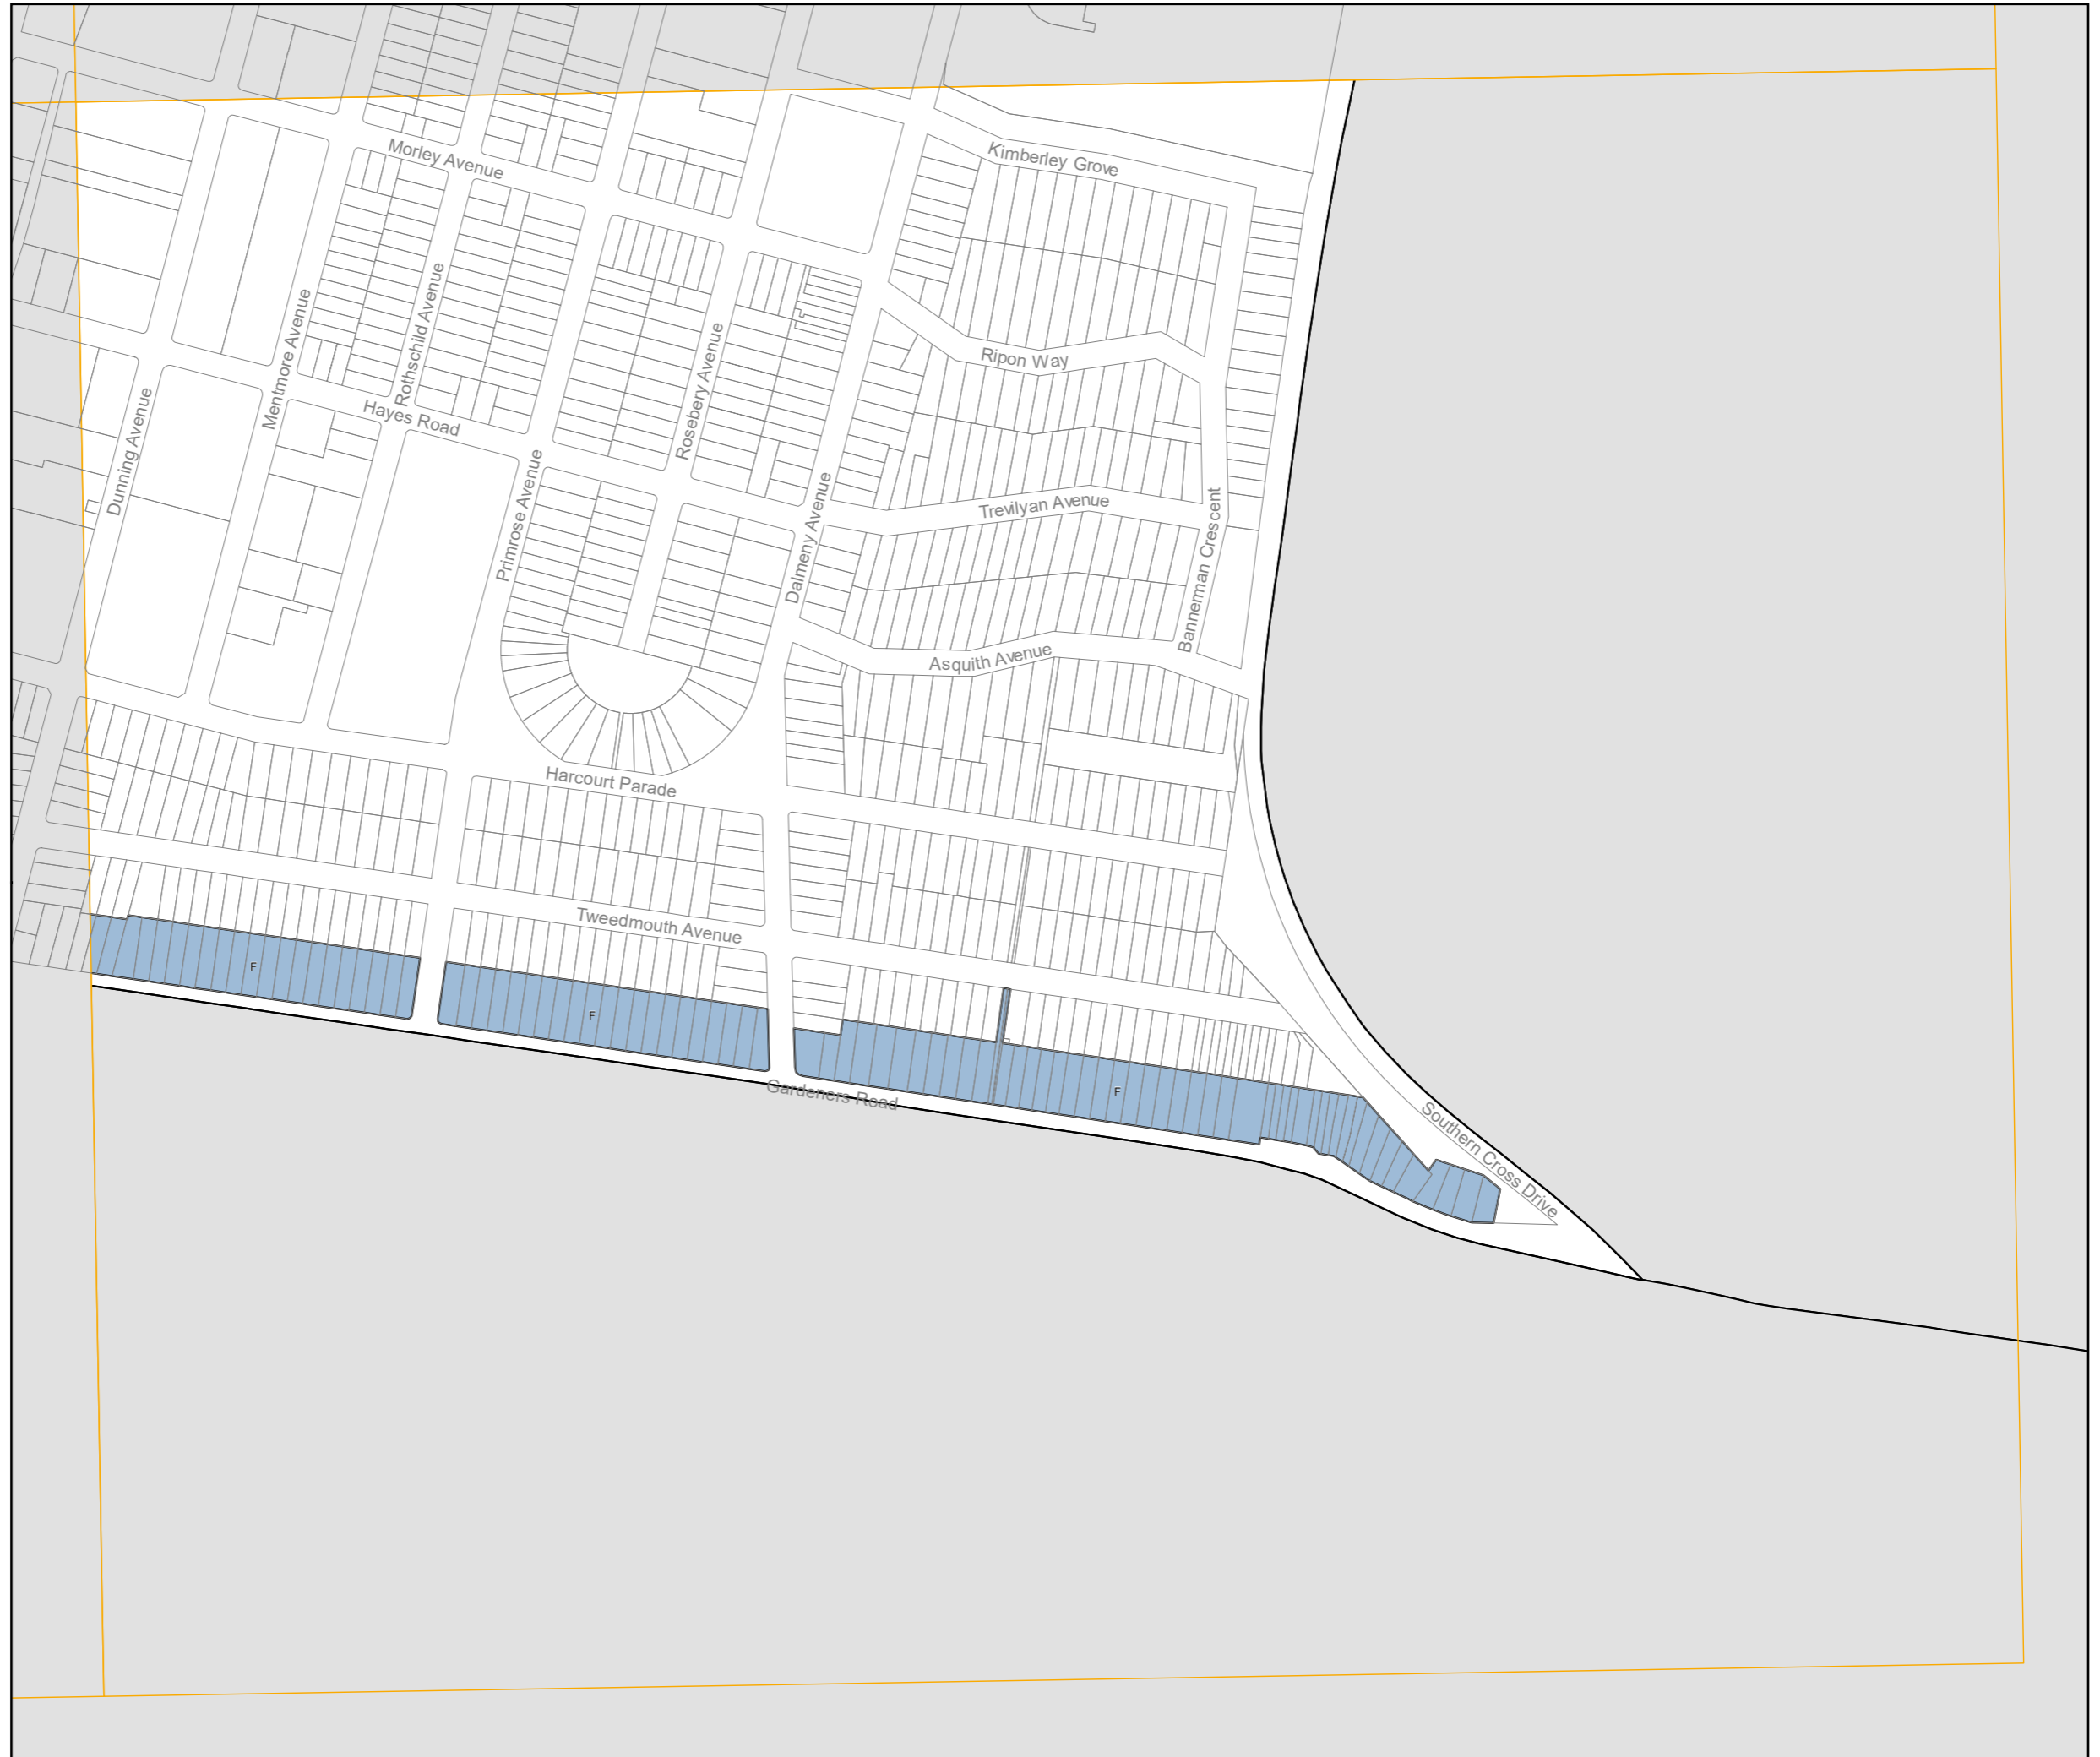 Morley Avenue
Kimberley Grove
Mentmore Avenue
Rothschild Avenue
Rosebery Avenue
Ripon Way
Dunning Avenue
Hayes Road
Primrose Avenue
Dalmeny Avenue
Trevilyan Avenue
Bannerman Crescent
Asquith Avenue
Harcourt Parade
Tweedmouth Avenue
F
F
F
Gardeners Road
Southern Cross Drive